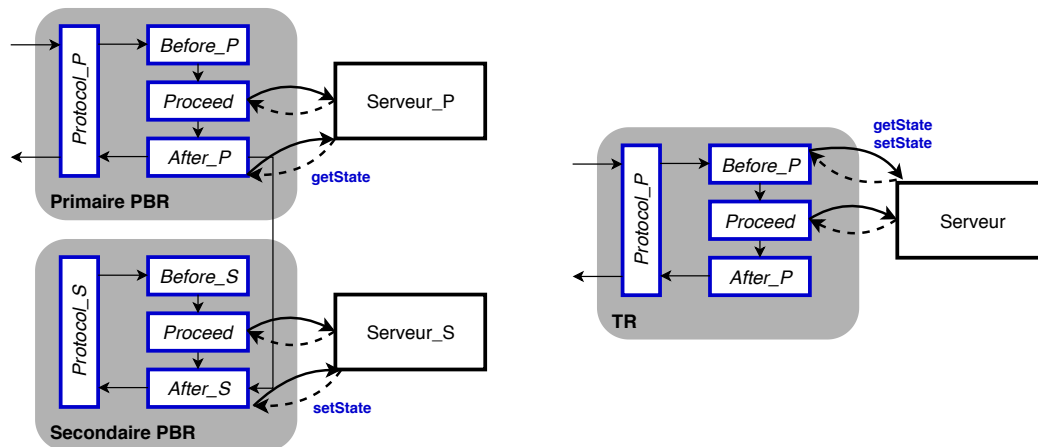 Protocol_P
Before_P
Proceed
After_P
Primaire PBR
Serveur_P
getState
Protocol_S
Before_S
Proceed
After_S
Secondaire PBR
Serveur_S
setState
Protocol_P
Before_P
Proceed
After_P
TR
getState
setState
Serveur